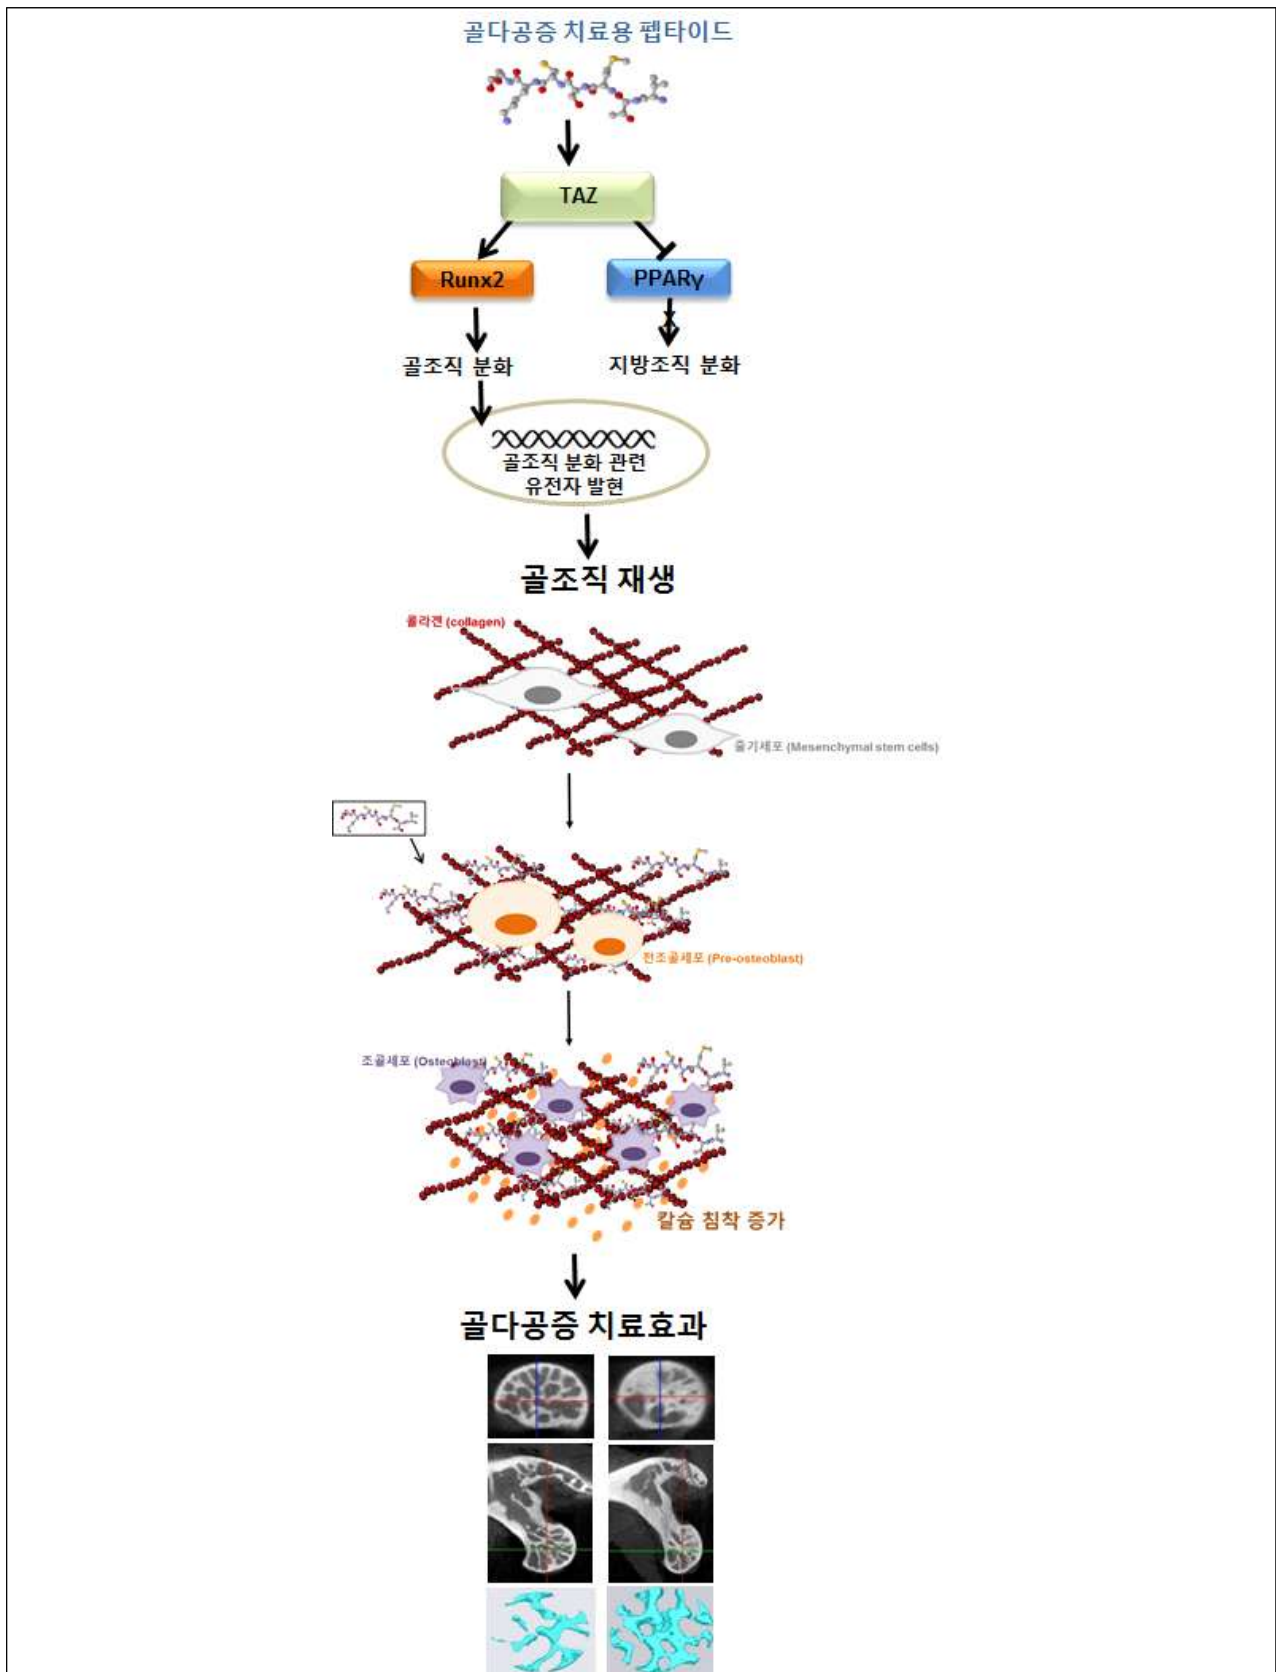 골다공증 치료용 펩타이드
TAZ
Runx2
PPARγ
X
골조직 분화
지방조직 분화
골조직 분화 관련
유전자 발현
골조직 재생
콜라겐 (collagen)
줄기세포 (Mesenchymal stem cells)
전조골세포 (Pre-osteoblast)
조골세포 (Osteoblast)
칼슘 침착 증가
골다공증 치료효과